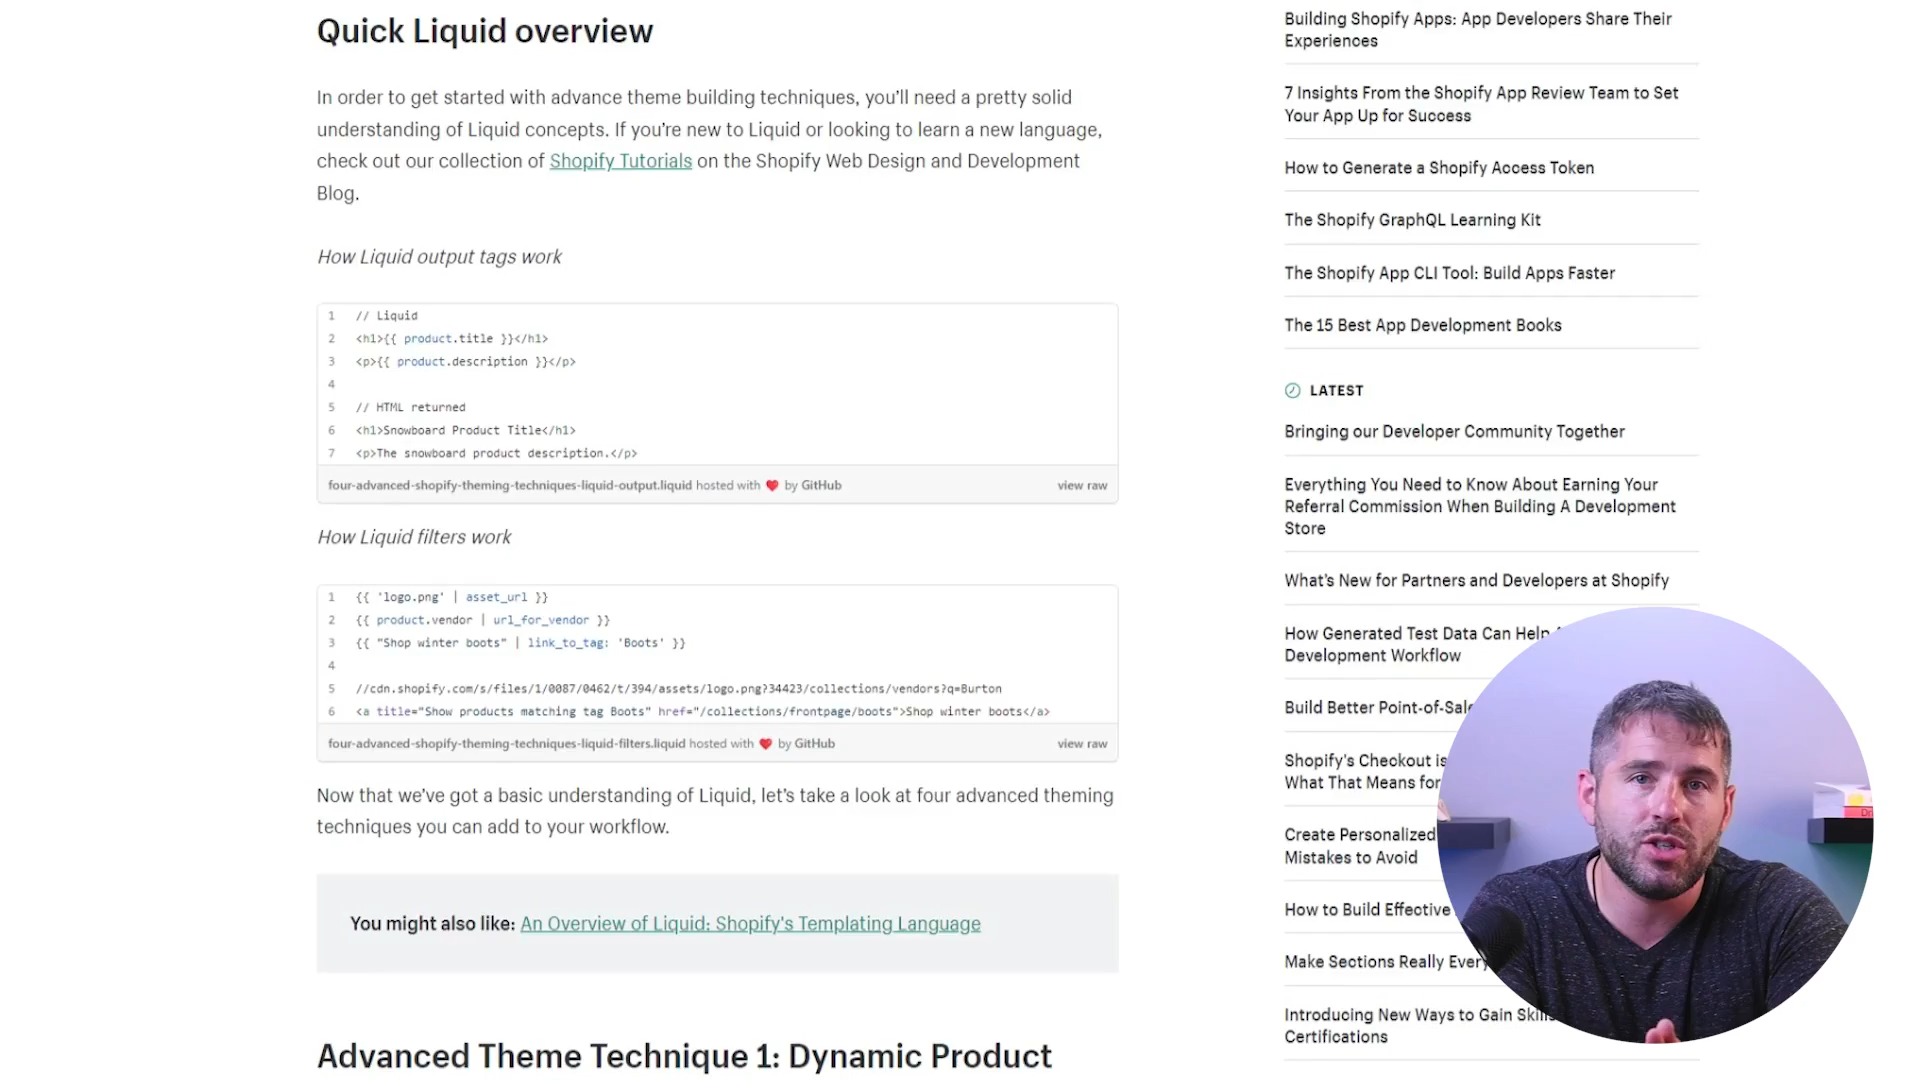 Quick Liquid overview
In order to get started with advance theme building techniques, you'll need a pretty solid
understanding of Liquid concepts. If you're new to Liquid or looking to learn a new language,
check out our collection of Shopify Tutorials on the Shopify Web Design and Development
Blog.
How Liquid output tags work
1 // Liquid
2 <h1>{{ product.title }}</h1>
3 <p>{{ product.description }}</p>
4
5 // HTML returned
6 <h1>Snowboard Product Title</h1>
7 <p>The snowboard product description.</p>
four-advanced-shopify-theming-techniques-liquid-output.liquid hosted with ❤ by GitHub view raw
How Liquid filters work
1 {{ 'logo.png' | asset_url }}
2 {{ product.vendor | url_for_vendor }}
3 {{ "Shop winter boots" | link_to_tag: 'Boots' }}
4
5 //cdn.shopify.com/s/files/1/0087/0462/t/394/assets/logo.png?34423/collections/vendors?q=Burton
6 <a title="Show products matching tag Boots" href="/collections/frontpage/boots">Shop winter boots</a>
four-advanced-shopify-theming-techniques-liquid-filters.liquid hosted with ❤ by GitHub view raw
Now that we've got a basic understanding of Liquid, let's take a look at four advanced theming
techniques you can add to your workflow.
You might also like: An Overview of Liquid: Shopify's Templating Language
Advanced Theme Technique 1: Dynamic Product
Building Shopify Apps: App Developers Share Their
Experiences
7 Insights From the Shopify App Review Team to Set
Your App Up for Success
How to Generate a Shopify Access Token
The Shopify GraphQL Learning Kit
The Shopify App CLI Tool: Build Apps Faster
The 15 Best App Development Books
LATEST
Bringing our Developer Community Together
Everything You Need to Know About Earning Your
Referral Commission When Building A Development
Store
What's New for Partners and Developers at Shopify
How Generated Test Data Can Help
Development Workflow
Build Better
Shopify's Checkout is
What That Means for
Create Personalized
Mistakes to Avoid
How to Build Effective
Make Sections Really
Introducing New Ways to Gain
Certifications